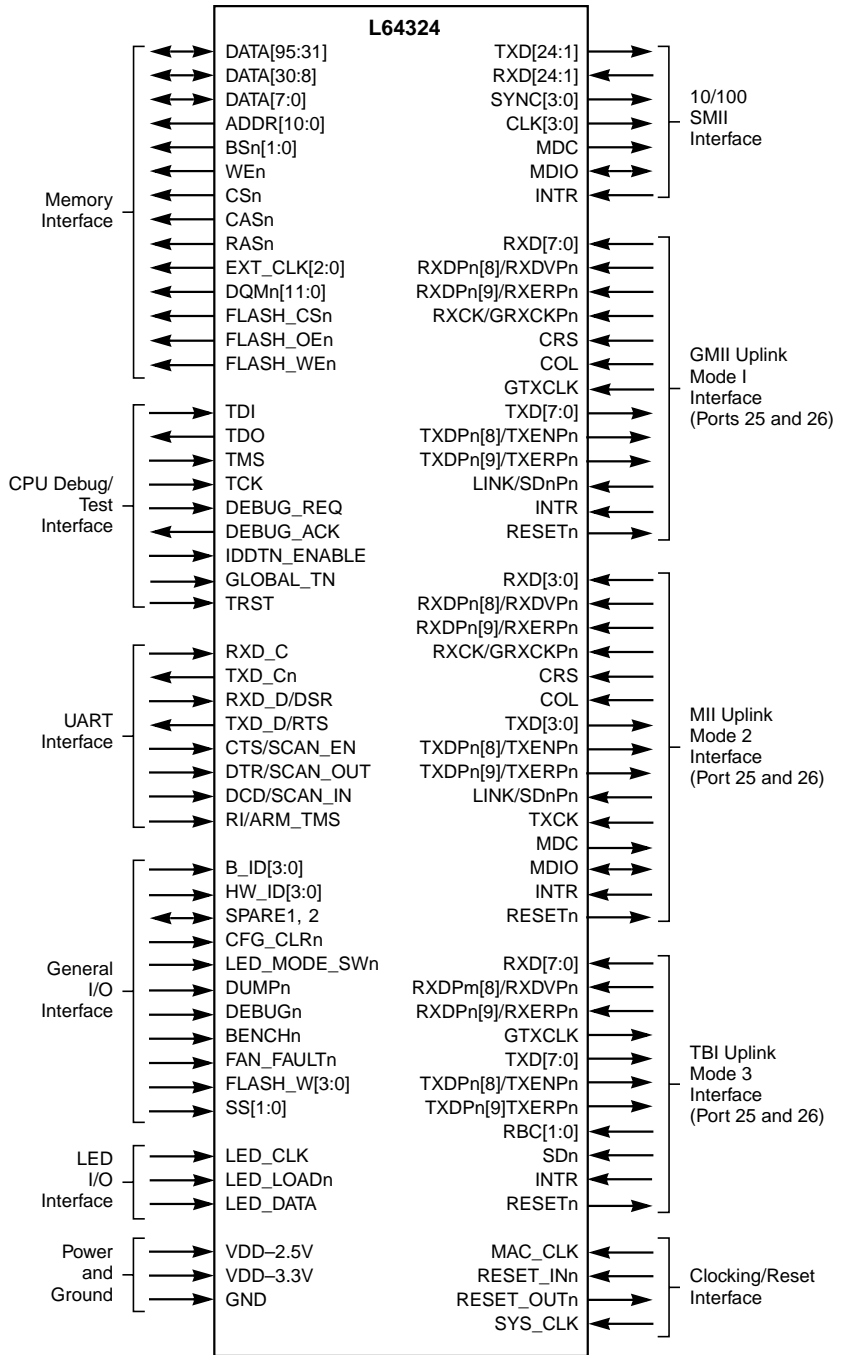 L64324
Memory
Interface
DATA[95:31]
DATA[30:8]
DATA[7:0]
ADDR[10:0]
BSn[1:0]
WEn
CSn
CASn
RASn
EXT_CLK[2:0]
DQMn[11:0]
FLASH_CSn
FLASH_OEn
FLASH_WEn
CPU Debug/
Test
Interface
TDI
TDO
TMS
TCK
DEBUG_REQ
DEBUG_ACK
IDDTN_ENABLE
GLOBAL_TN
TRST
UART
Interface
RXD_C
TXD_Cn
RXD_D/DSR
TXD_D/RTS
CTS/SCAN_EN
DTR/SCAN_OUT
DCD/SCAN_IN
RI/ARM_TMS
General
I/O
Interface
B_ID[3:0]
HW_ID[3:0]
SPARE1, 2
CFG_CLRn
LED_MODE_SWn
DUMPn
DEBUGn
BENCHn
FAN_FAULTn
FLASH_W[3:0]
SS[1:0]
LED
I/O
Interface
LED_CLK
LED_LOADn
LED_DATA
Power
and
Ground
VDD–2.5V
VDD–3.3V
GND
TXD[24:1]
RXD[24:1]
SYNC[3:0]
CLK[3:0]
MDC
MDIO
INTR
10/100
SMII
Interface
RXD[7:0]
RXDPn[8]/RXDVPn
RXDPn[9]/RXERPn
RXCK/GRXCKPn
CRS
COL
GTXCLK
TXD[7:0]
TXDPn[8]/TXENPn
TXDPn[9]/TXERPn
LINK/SDnPn
INTR
RESETn
GMII Uplink
Mode I
Interface
(Ports 25 and 26)
RXD[3:0]
RXDPn[8]/RXDVPn
RXDPn[9]/RXERPn
RXCK/GRXCKPn
CRS
COL
TXD[3:0]
TXDPn[8]/TXENPn
TXDPn[9]/TXERPn
LINK/SDnPn
TXCK
MDC
MDIO
INTR
RESETn
MII Uplink
Mode 2
Interface
(Port 25 and 26)
RXD[7:0]
RXDPm[8]/RXDVPn
RXDPn[9]/RXERPn
GTXCLK
TXD[7:0]
TXDPn[8]/TXENPn
TXDPn[9]TXERPn
RBC[1:0]
SDn
INTR
RESETn
TBI Uplink
Mode 3
Interface
(Port 25 and 26)
MAC_CLK
RESET_INn
RESET_OUTn
SYS_CLK
Clocking/Reset
Interface